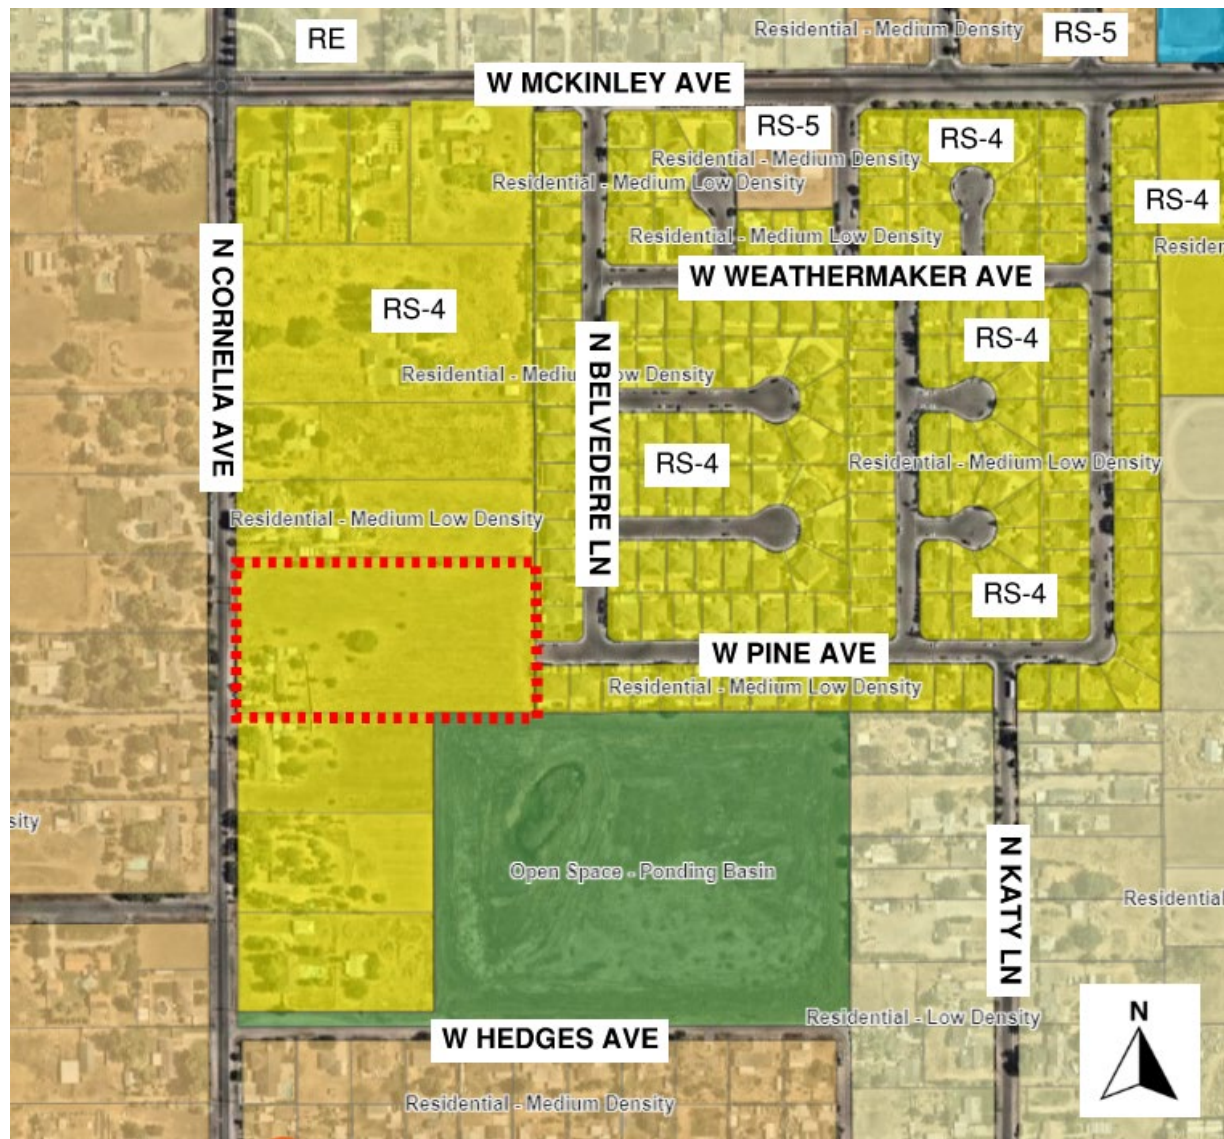 Residential - Medium Density
RE
RS-5
W MCKINLEY AVE
RS-5
RS-4
Residential - Medium Density
Residential - Medium Low Density
RS-4
Residential - Medium Low Density
Residen
N CORNELIA AVE
W WEATHERMAKER AVE
RS-4
N BELVEDERE LN
RS-4
Residential - Medium Low Density
RS-4
Residential - Medium Low Density
Residential - Medium Low Density
RS-4
W PINE AVE
Residential - Medium Low Density
sity
Open Space - Ponding Basin
N KATY LN
Residential
N
Residential - Low Density
W HEDGES AVE
Residential - Medium Density